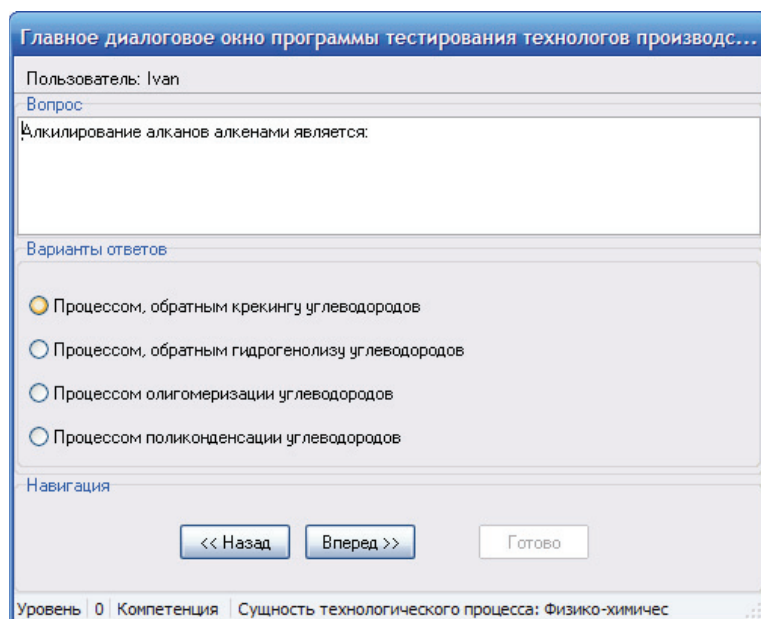 Главное диалоговое окно программы тестирования технологов производс...
Пользователь: Ivan
Вопрос
Алкилирование алканов алкенами является:
Варианты ответов
Процессом, обратным крекингу углеводородов
Процессом, обратным гидрогенолизу углеводородов
Процессом олигомеризации углеводородов
Процессом поликонденсации углеводородов
Навигация
<< Назад Вперед >> Готово
Уровень 0 Компетенция Сущность технологического процесса: Физико-химичес